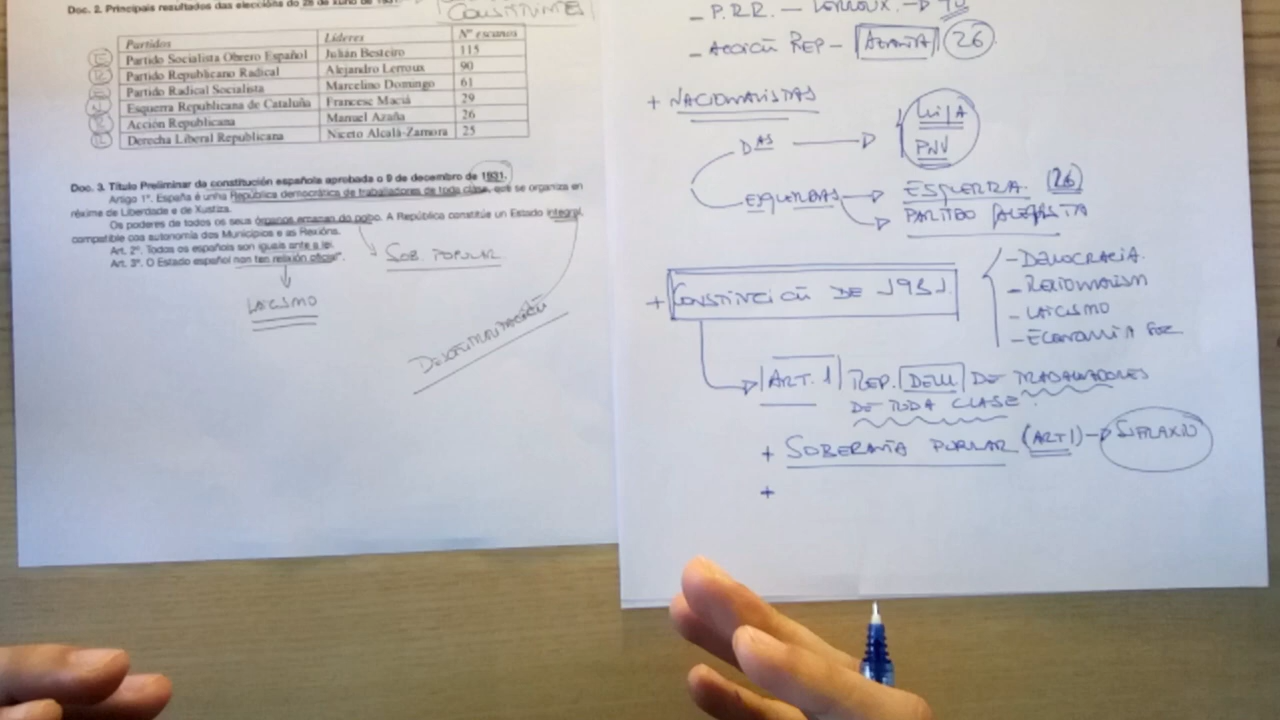 Doc. 2. Principais resultados das eleccións do 28 de xuño de 1931
CONSTITUINTES
Partidos Líderes Nº escanos
Partido Socialista Obrero Español Julián Besteiro 115
Partido Republicano Radical Alejandro Lerroux 90
Partido Radical Socialista Marcelino Domingo 61
Esquerra Republicana de Cataluña Francesc Maciá 29
Acción Republicana Manuel Azaña 26
Derecha Liberal Republicana Niceto Alcalá-Zamora 25
Doc. 3. Título Preliminar da constitución española aprobada o 9 de decembro de 1931.
Artigo 1º. España é unha República democrática de traballadores de toda clase, que se organiza en
réxime de Liberdade e de Xustiza.
Os poderes de todos os seus órganos emanan do pobo. A República constitúe un Estado integral,
compatible coa autonomía dos Municipios e as Rexións.
Art. 2º. Todos os españois son iguais ante a lei.
Art. 3º. O Estado español non ten relixión oficial".
SOB. POPULAR
LAICISMO
- P.R.R. - LERROUX
- ACCIÓN REP - AZAÑA 26
+ NACIONALISTAS
DAS
LLIGA
PNV
ESQUERDAS
ESQUERRA 26
PARTIDO GALEGUISTA
+ CONSTITUCIÓN DE 1931
- DEMOCRACIA.
- LAICISMO
- ECONOMÍA
ART. 1 REP. DEM DE TRABALLADORES
DE TODA CLASE.
+ SOBERANÍA POPULAR (ART 1) SUFRAXIO
+